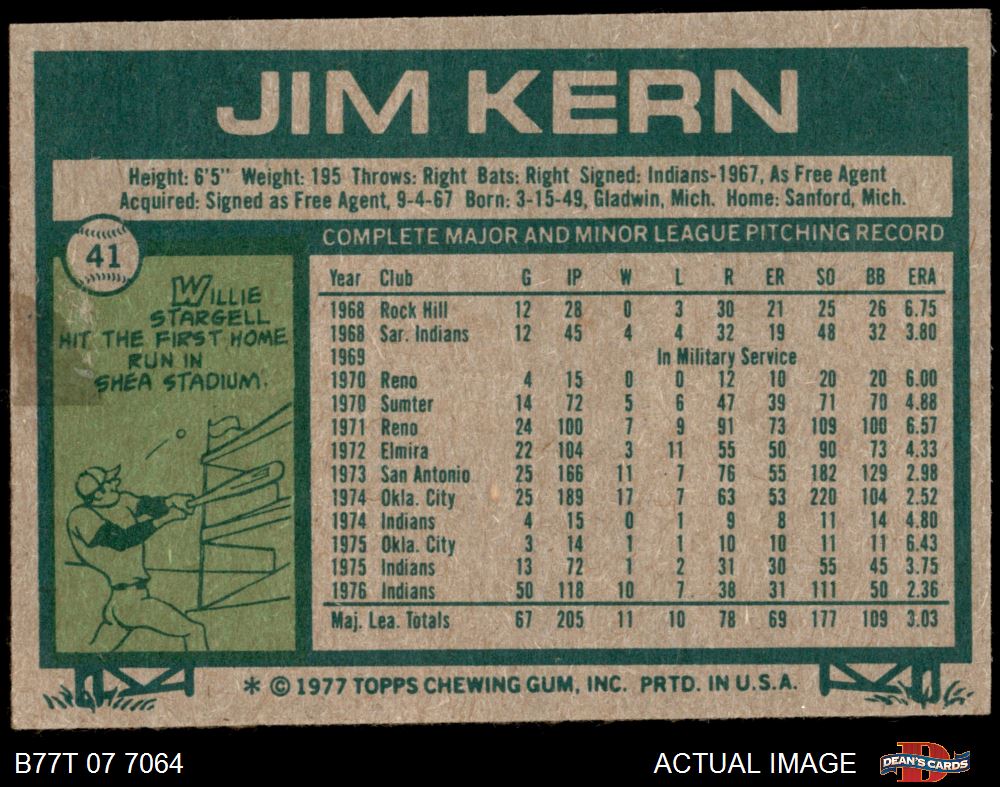 JIM KERN
Height: 6'5" Weight: 195 Throws: Right Bats: Right Signed: Indians-1967, As Free Agent
Acquired: Signed as Free Agent, 9-4-67 Born: 3-15-49, Gladwin, Mich. Home: Sanford, Mich.
41
WILLIE
STARGELL
HIT THE FIRST HOME
RUN IN
SHEA STADIUM.
COMPLETE MAJOR AND MINOR LEAGUE PITCHING RECORD
Year Club G IP W L R ER SO BB ERA
1968 Rock Hill 12 28 0 3 30 21 25 26 6.75
1968 Sar. Indians 12 45 4 4 32 19 48 32 3.80
1969 In Military Service
1970 Reno 4 15 0 0 12 10 20 20 6.00
1970 Sumter 14 72 5 6 47 39 71 70 4.88
1971 Reno 24 100 7 9 91 73 109 100 6.57
1972 Elmira 22 104 3 11 55 50 90 73 4.33
1973 San Antonio 25 166 11 7 76 55 182 129 2.98
1974 Okla. City 25 189 17 7 63 53 220 104 2.52
1974 Indians 4 15 0 1 9 8 11 14 4.80
1975 Okla. City 3 14 1 1 10 10 11 11 6.43
1975 Indians 13 72 1 2 31 30 55 45 3.75
1976 Indians 50 118 10 7 38 31 111 50 2.36
Maj. Lea. Totals 67 205 11 10 78 69 177 109 3.03
* © 1977 TOPPS CHEWING GUM, INC. PRTD. IN U.S.A.
B77T 07 7064
ACTUAL IMAGE
DEAN'S CARDS